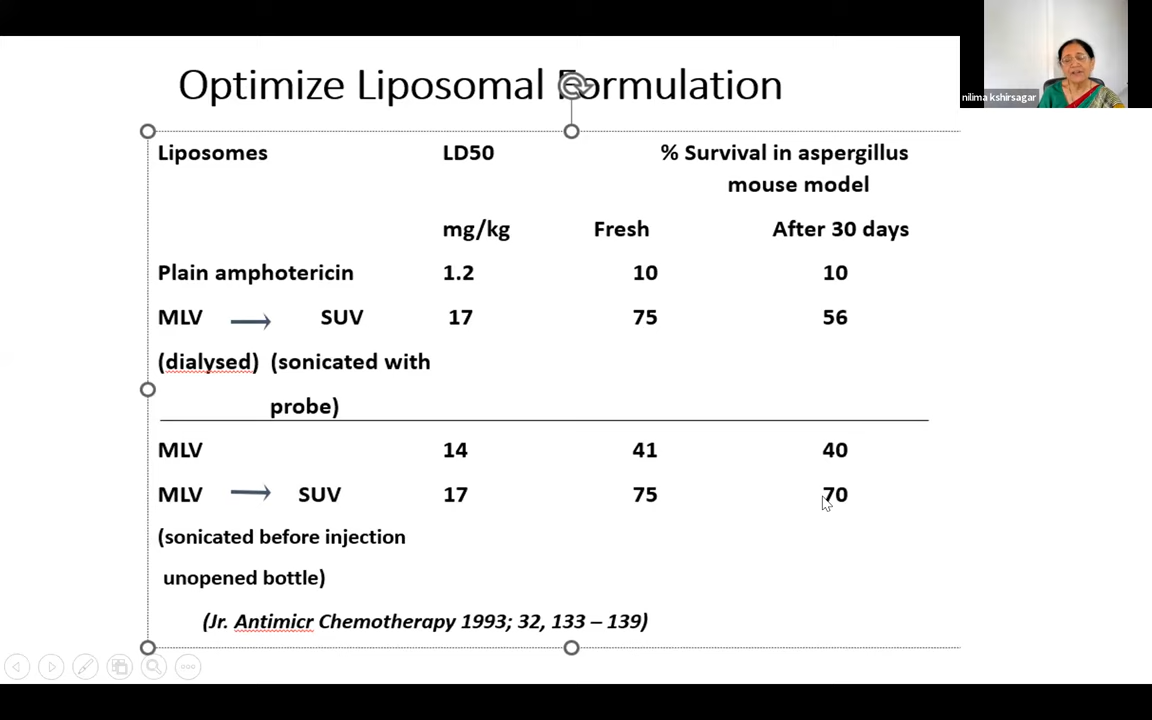 Optimize Liposomal Formulation
nilima kshirsagar
Liposomes LD50 % Survival in aspergillus
mouse model
mg/kg Fresh After 30 days
Plain amphotericin 1.2 10 10
MLV SUV 17 75 56
(dialysed) (sonicated with
probe)
MLV 14 41 40
MLV SUV 17 75 70
(sonicated before injection
unopened bottle)
(Jr. Antimicr Chemotherapy 1993; 32, 133 – 139)